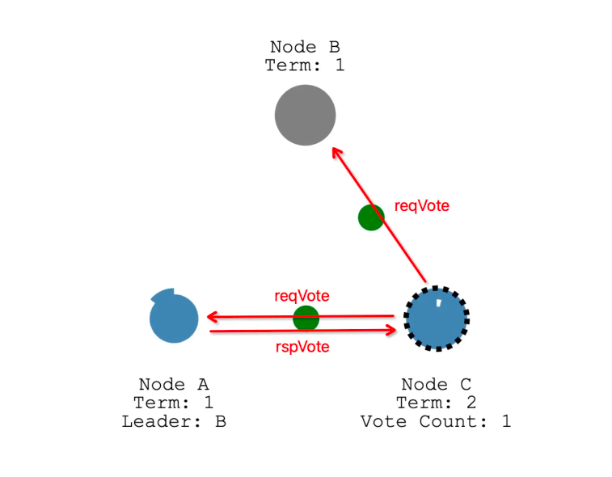 Node B
Term: 1
reqVote
reqVote
rspVote
Node A
Term: 1
Leader: B
Node C
Term: 2
Vote Count: 1